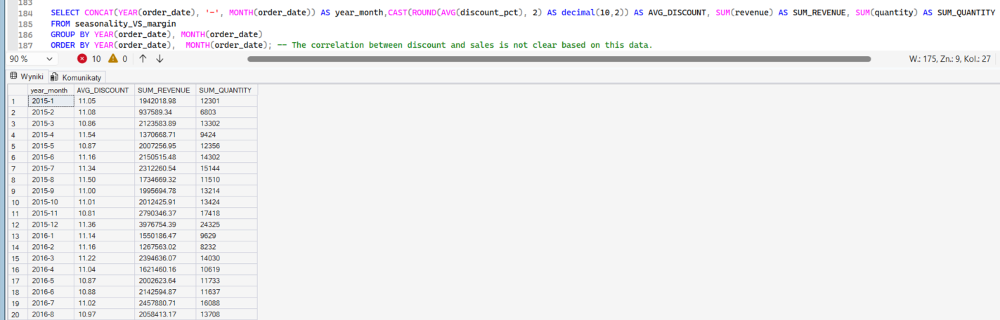 183
184 SELECT CONCAT(YEAR(order_date), '-', MONTH(order_date)) AS year_month,CAST(ROUND(AVG(discount_pct), 2) AS decimal(10,2)) AS AVG_DISCOUNT, SUM(revenue) AS SUM_REVENUE, SUM(quantity) AS SUM_QUANTITY
185 FROM seasonality_VS_margin
186 GROUP BY YEAR(order_date), MONTH(order_date)
187 ORDER BY YEAR(order_date),  MONTH(order_date); -- The correlation between discount and sales is not clear based on this data.
90 % 10 0 W.: 175, Zn.: 9, Kol.: 27
Wyniki Komunikaty
year_month AVG_DISCOUNT SUM_REVENUE SUM_QUANTITY
1 2015-1 11.05 1942018.98 12301
2 2015-2 11.08 937589.34 6803
3 2015-3 10.86 2123583.89 13302
4 2015-4 11.54 1370668.71 9424
5 2015-5 10.87 2007256.95 12356
6 2015-6 11.16 2150515.48 14302
7 2015-7 11.34 2312260.54 15144
8 2015-8 11.50 1734669.32 11510
9 2015-9 11.00 1995694.78 13214
10 2015-10 11.01 2012425.91 13424
11 2015-11 10.81 2790346.37 17418
12 2015-12 11.36 3976754.39 24325
13 2016-1 11.14 1550186.47 9629
14 2016-2 11.16 1267563.02 8232
15 2016-3 11.22 2394636.07 14030
16 2016-4 11.04 1621460.16 10619
17 2016-5 10.87 2002623.64 11733
18 2016-6 10.88 2142594.87 11637
19 2016-7 11.02 2457880.71 16088
20 2016-8 10.97 2058413.17 13708